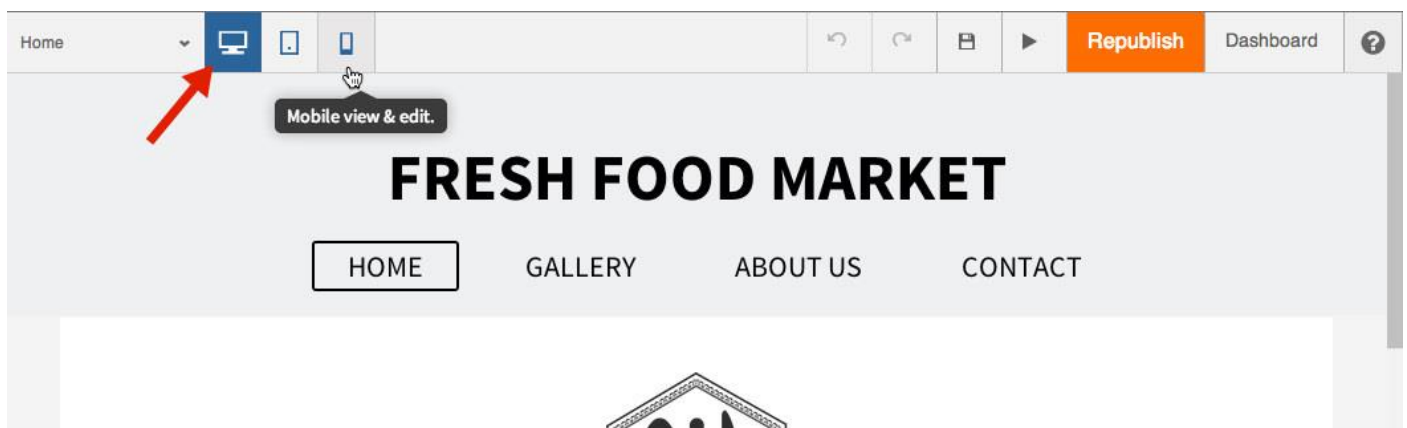 Home Republish Dashboard
Mobile view & edit.
FRESH FOOD MARKET
HOME GALLERY ABOUT US CONTACT